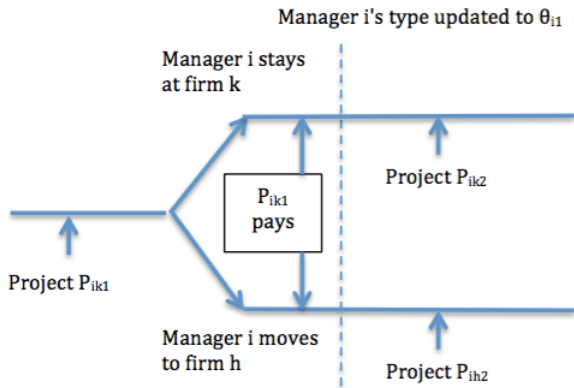 Manager i's type updated to θi1
Manager i stays
at firm k
Pik1
pays
Project Pik2
Project Pik1
Manager i moves
to firm h
Project Pih2